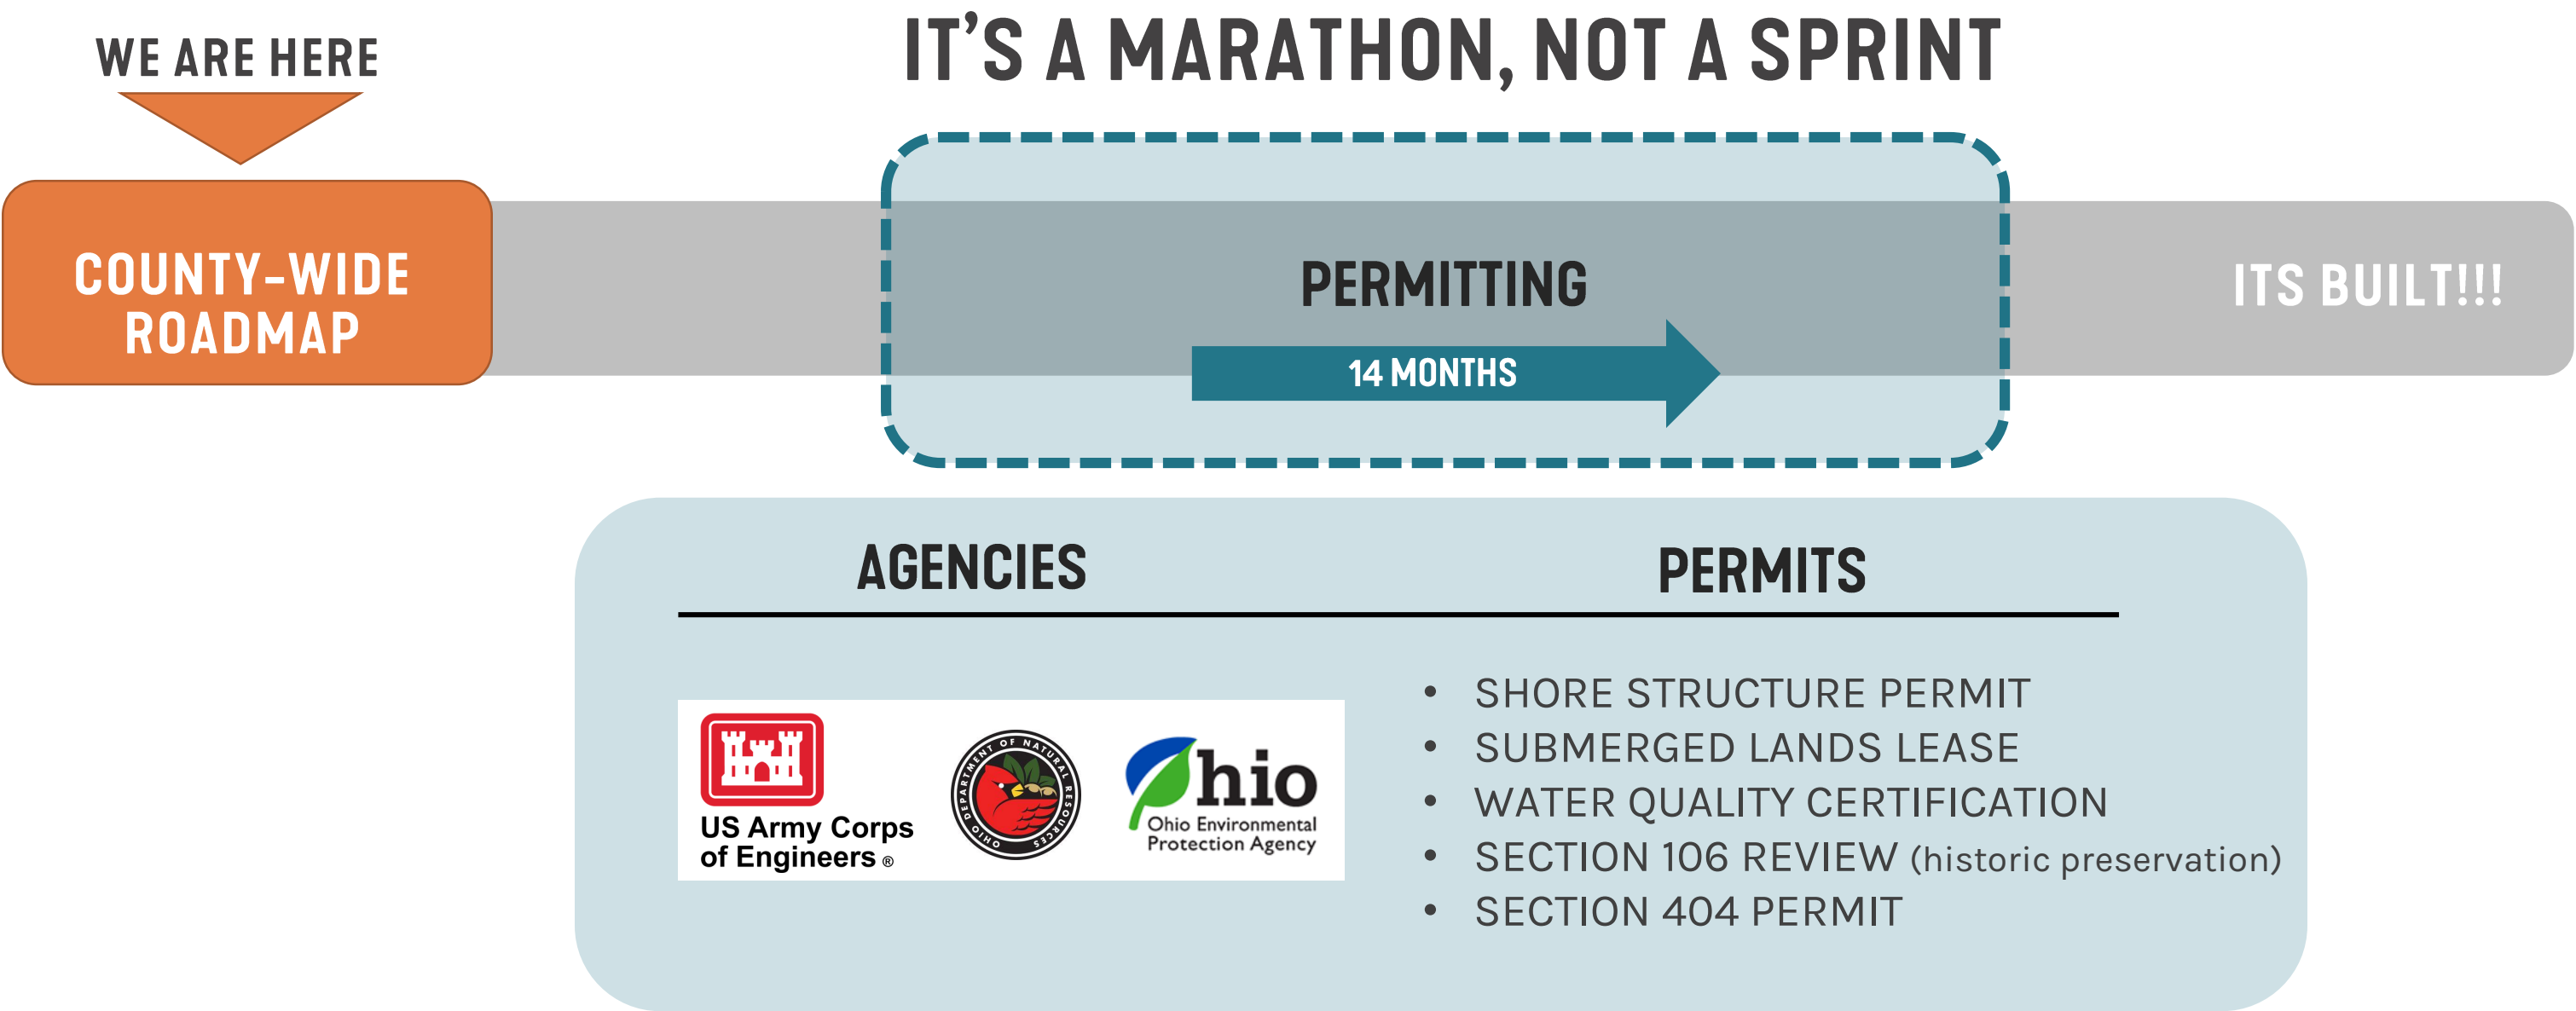 WE ARE HERE
IT'S A MARATHON, NOT A SPRINT
COUNTY-WIDE
ROADMAP
PERMITTING
14 MONTHS
ITS BUILT!!!
AGENCIES
PERMITS
US Army Corps
of Engineers ®
OHIO DEPARTMENT OF NATURAL RESOURCES
Ohio
Ohio Environmental
Protection Agency
• SHORE STRUCTURE PERMIT
• SUBMERGED LANDS LEASE
• WATER QUALITY CERTIFICATION
• SECTION 106 REVIEW (historic preservation)
• SECTION 404 PERMIT